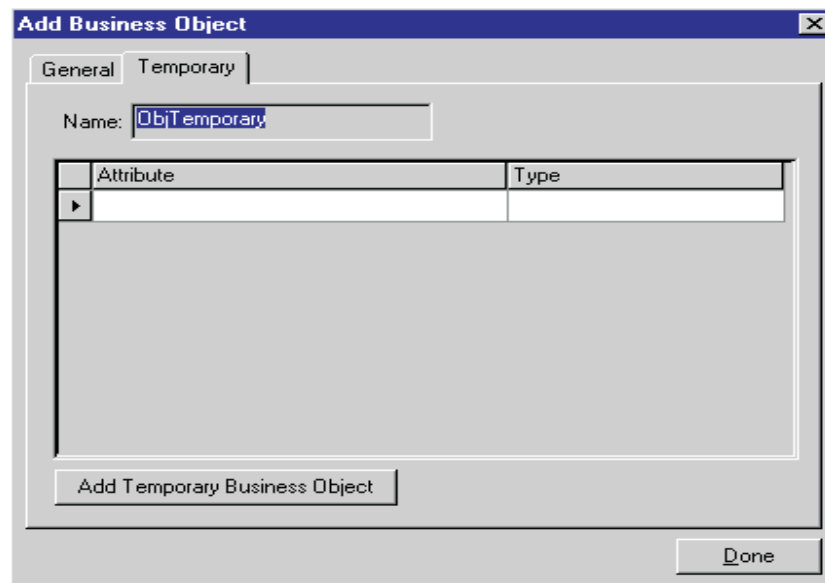 Add Business Object
General Temporary
Name: ObjTemporary
Attribute Type
Add Temporary Business Object
Done